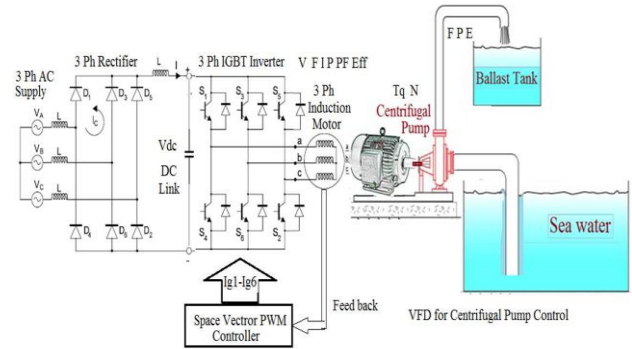 F P E
3 Ph Rectifier
L
I
3 Ph IGBT Inverter
V F I P PF Eff
Ballast Tank
3 Ph AC
Supply
D1
D3
D5
+
S1
S3
S5
3 Ph
Induction
Motor
Tq N
Centrifugal
Pump
VA
L
Ic
VB
L
Vdc
DC
Link
a
b
c
VC
L
D4
D6
D2
S4
S6
S2
-
Sea water
Ig1-Ig6
Feed back
Space Vectror PWM
Controller
VFD for Centrifugal Pump Control